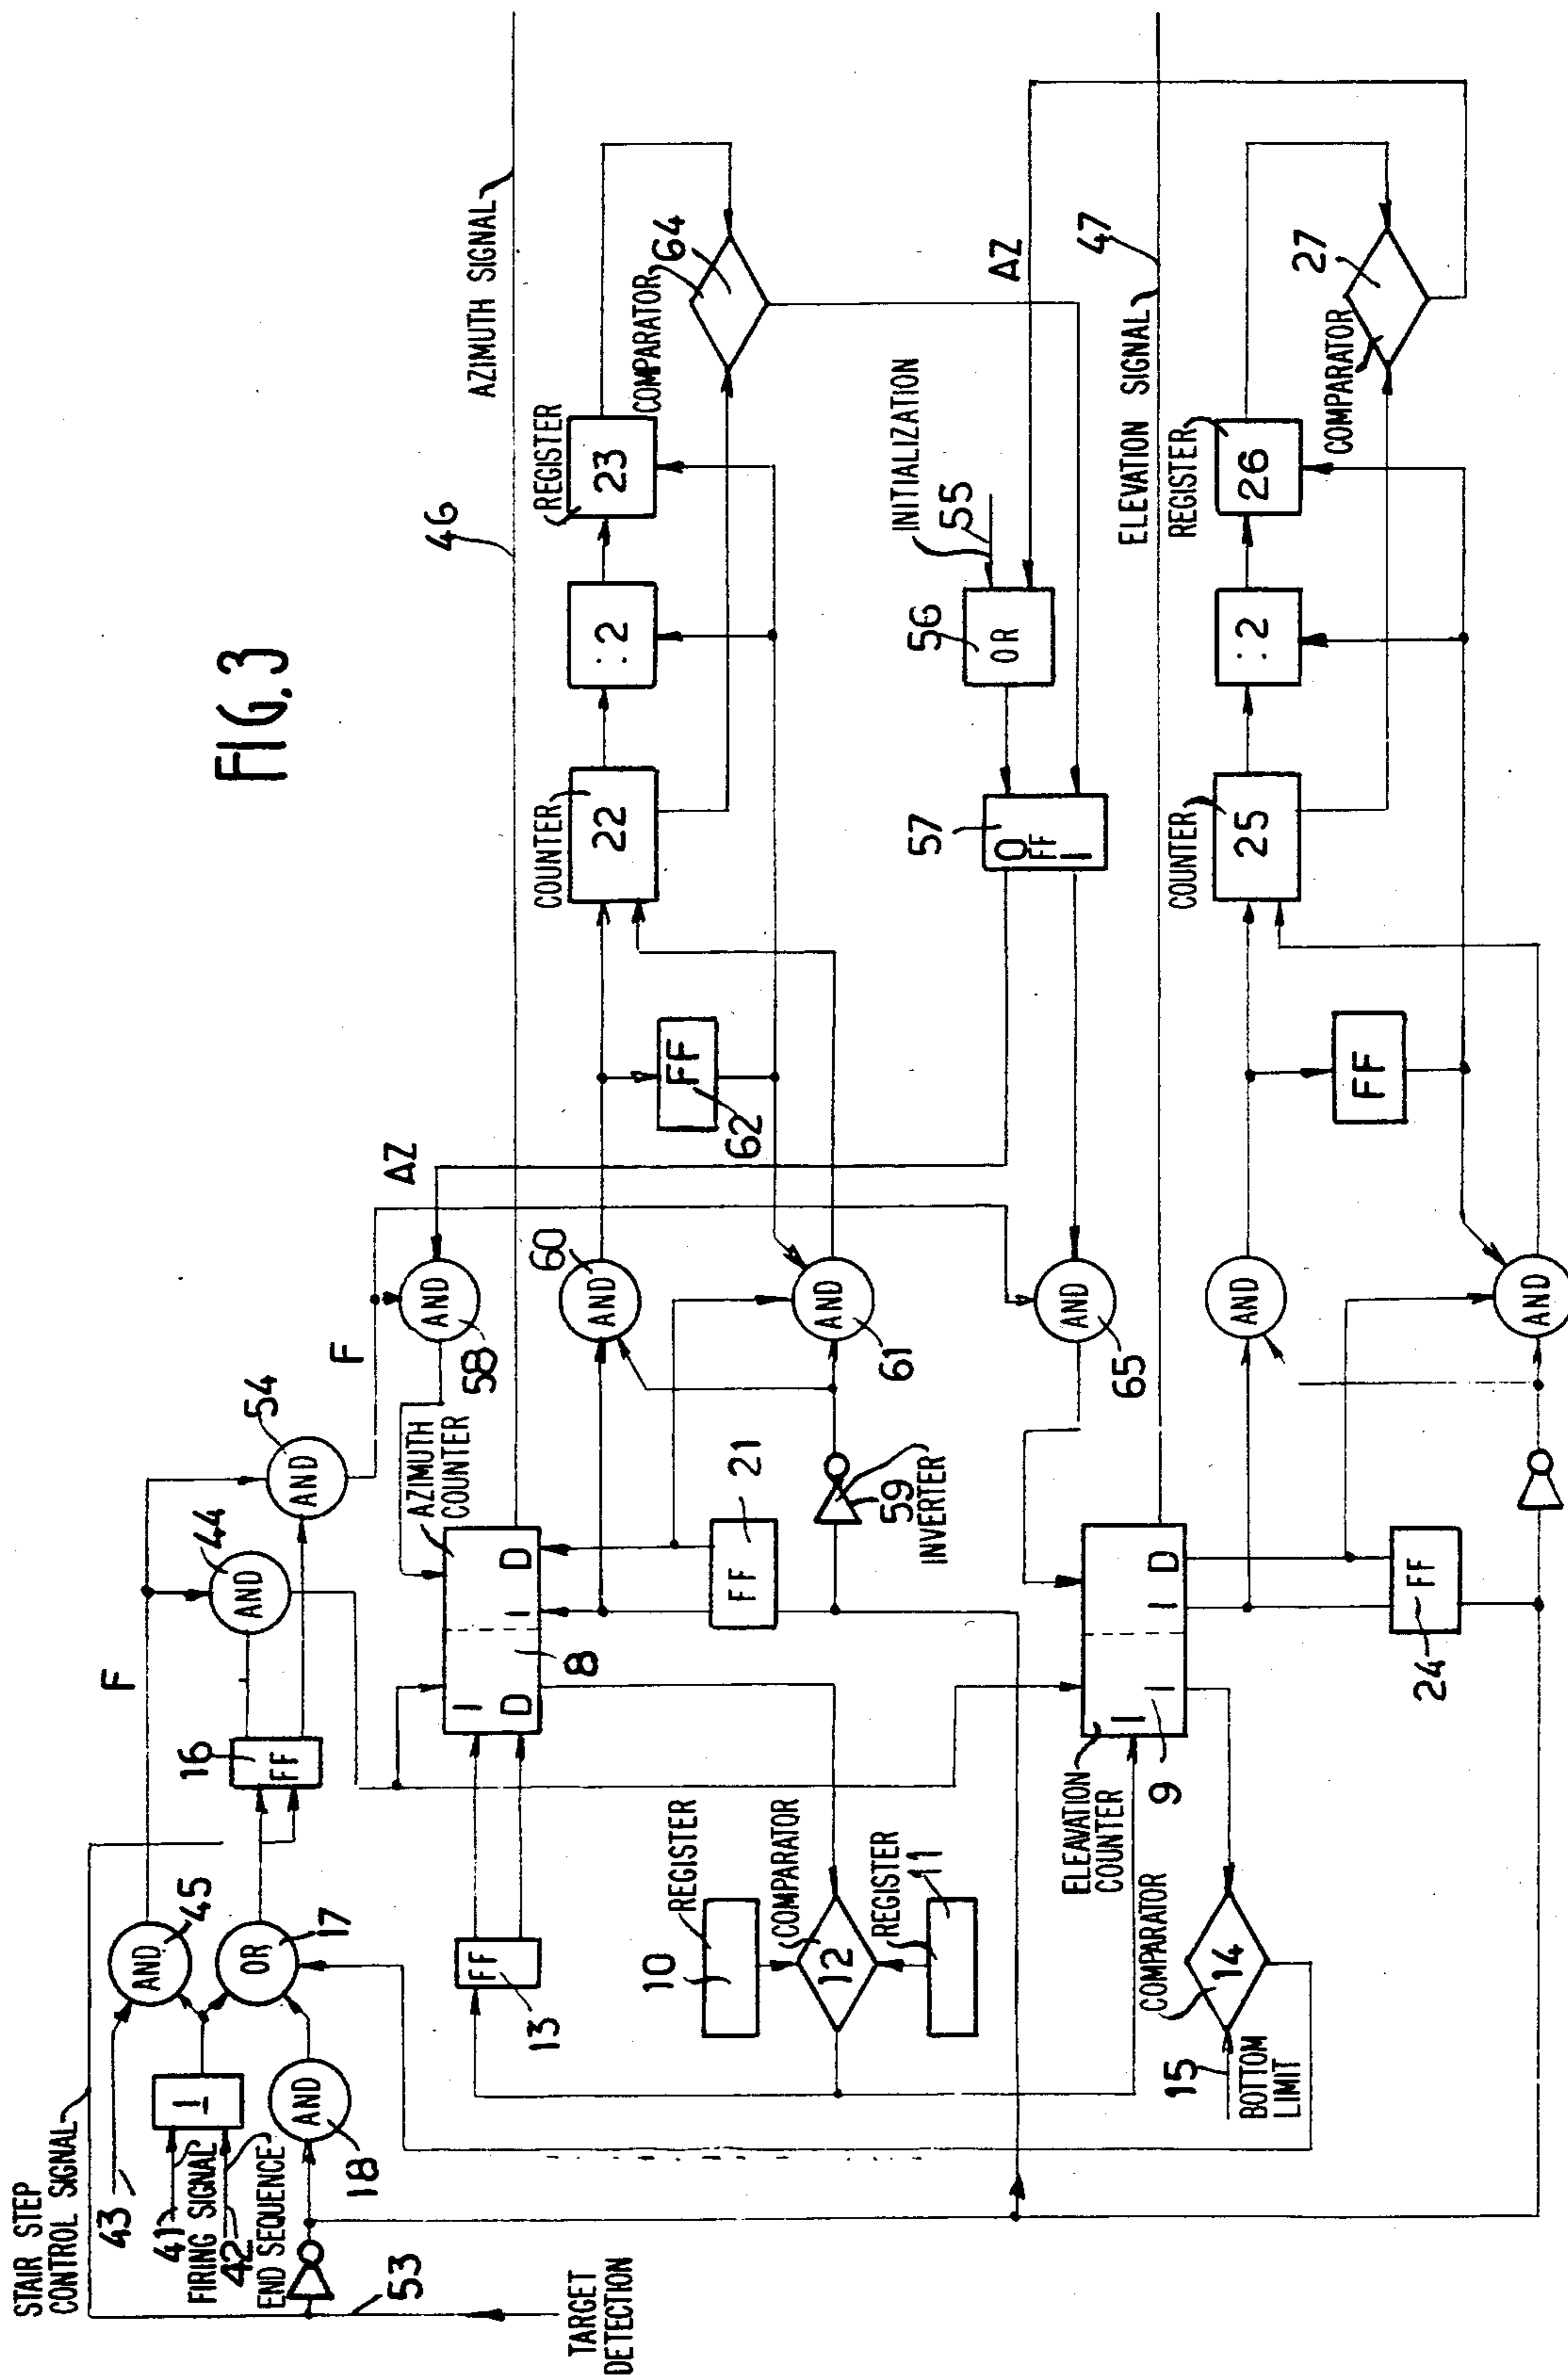 FIG. 3
STAIR STEP
CONTROL SIGNAL
43
41
FIRING SIGNAL
42
END SEQUENCE
1
53
TARGET
DETECTION
AND
18
AND
45
OR
17
F
16
FF
44
AND
54
AND
F
AZ
AND
58
AZIMUTH
COUNTER
I
D
8
I
D
46
AZIMUTH SIGNAL
FF
13
REGISTER
10
COMPARATOR
12
REGISTER
11
FF
21
59
INVERTER
60
AND
AND
61
FF
62
COUNTER
22
:2
REGISTER
23
COMPARATOR
64
INITIALIZATION
55
56
OR
57
O
FF
1
AZ
AND
65
47
ELEVATION SIGNAL
ELEAVATION
COUNTER
9
I
I
I
D
COMPARATOR
14
15
BOTTOM
LIMIT
FF
24
AND
AND
FF
COUNTER
25
:2
REGISTER
26
COMPARATOR
27